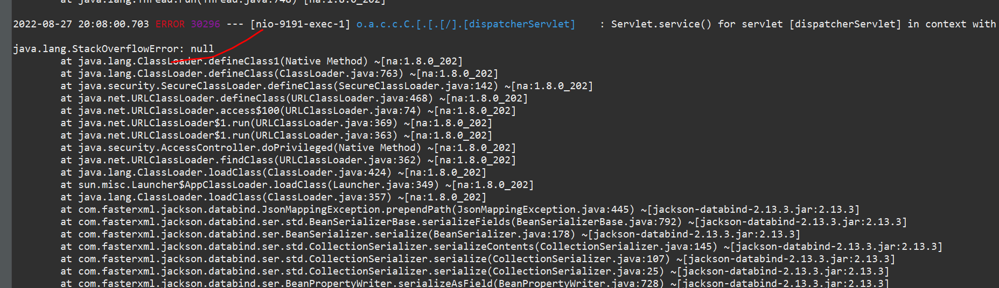 at java.lang.Thread.run(Thread.java:748) ~[na:1.8.0_202]
2022-08-27 20:08:00.703 ERROR 30296 --- [nio-9191-exec-1] o.a.c.c.C.[.[.[/].[dispatcherServlet] : Servlet.service() for servlet [dispatcherServlet] in context with
java.lang.StackOverflowError: null
at java.lang.ClassLoader.defineClass1(Native Method) ~[na:1.8.0_202]
at java.lang.ClassLoader.defineClass(ClassLoader.java:763) ~[na:1.8.0_202]
at java.security.SecureClassLoader.defineClass(SecureClassLoader.java:142) ~[na:1.8.0_202]
at java.net.URLClassLoader.defineClass(URLClassLoader.java:468) ~[na:1.8.0_202]
at java.net.URLClassLoader.access$100(URLClassLoader.java:74) ~[na:1.8.0_202]
at java.net.URLClassLoader$1.run(URLClassLoader.java:369) ~[na:1.8.0_202]
at java.net.URLClassLoader$1.run(URLClassLoader.java:363) ~[na:1.8.0_202]
at java.security.AccessController.doPrivileged(Native Method) ~[na:1.8.0_202]
at java.net.URLClassLoader.findClass(URLClassLoader.java:362) ~[na:1.8.0_202]
at java.lang.ClassLoader.loadClass(ClassLoader.java:424) ~[na:1.8.0_202]
at sun.misc.Launcher$AppClassLoader.loadClass(Launcher.java:349) ~[na:1.8.0_202]
at java.lang.ClassLoader.loadClass(ClassLoader.java:357) ~[na:1.8.0_202]
at com.fasterxml.jackson.databind.JsonMappingException.prependPath(JsonMappingException.java:445) ~[jackson-databind-2.13.3.jar:2.13.3]
at com.fasterxml.jackson.databind.ser.std.BeanSerializerBase.serializeFields(BeanSerializerBase.java:792) ~[jackson-databind-2.13.3.jar:2.13.3]
at com.fasterxml.jackson.databind.ser.BeanSerializer.serialize(BeanSerializer.java:178) ~[jackson-databind-2.13.3.jar:2.13.3]
at com.fasterxml.jackson.databind.ser.std.CollectionSerializer.serializeContents(CollectionSerializer.java:145) ~[jackson-databind-2.13.3.jar:2.13.3]
at com.fasterxml.jackson.databind.ser.std.CollectionSerializer.serialize(CollectionSerializer.java:107) ~[jackson-databind-2.13.3.jar:2.13.3]
at com.fasterxml.jackson.databind.ser.std.CollectionSerializer.serialize(CollectionSerializer.java:25) ~[jackson-databind-2.13.3.jar:2.13.3]
at com.fasterxml.jackson.databind.ser.BeanPropertyWriter.serializeAsField(BeanPropertyWriter.java:728) ~[jackson-databind-2.13.3.jar:2.13.3]